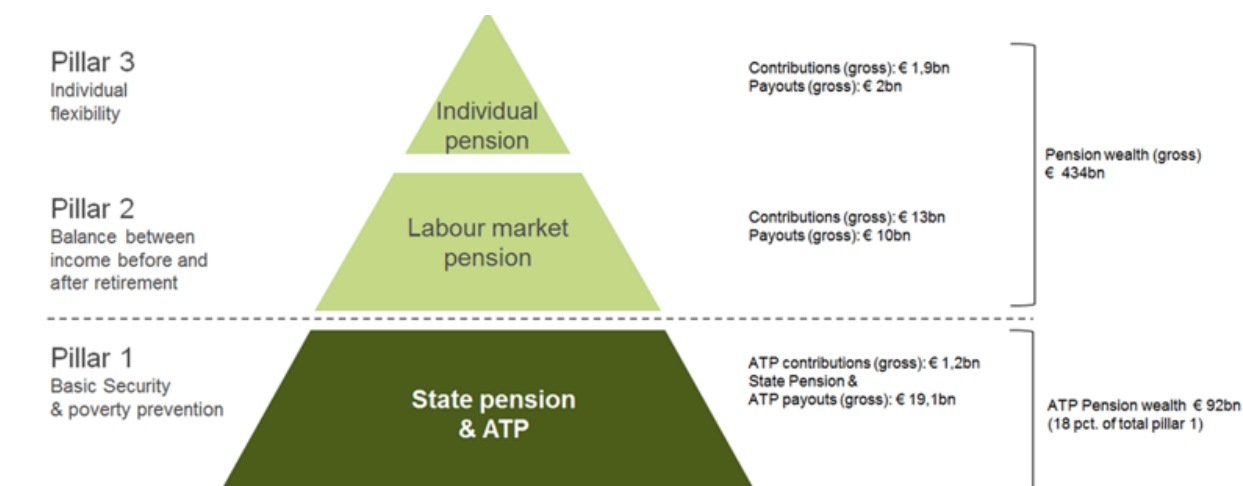 Pillar 3
Individual
flexibility
Individual
pension
Contributions (gross): € 1,9bn
Payouts (gross): € 2bn
Pension wealth (gross)
€ 434bn
Pillar 2
Balance between
income before and
after retirement
Labour market
pension
Contributions (gross): € 13bn
Payouts (gross): € 10bn
Pillar 1
Basic Security
& poverty prevention
State pension
& ATP
ATP contributions (gross): € 1,2bn
State Pension &
ATP payouts (gross): € 19,1bn
ATP Pension wealth € 92bn
(18 pct. of total pillar 1)